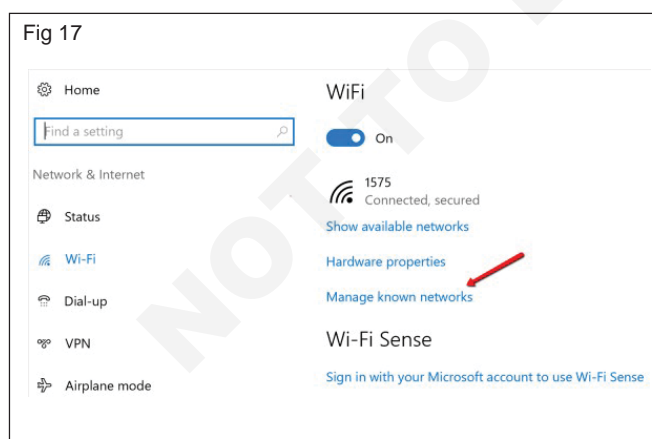 Fig 17
Home
Find a setting
Network & Internet
Status
Wi-Fi
Dial-up
VPN
Airplane mode
WiFi
On
1575
Connected, secured
Show available networks
Hardware properties
Manage known networks
Wi-Fi Sense
Sign in with your Microsoft account to use Wi-Fi Sense
NOT TO